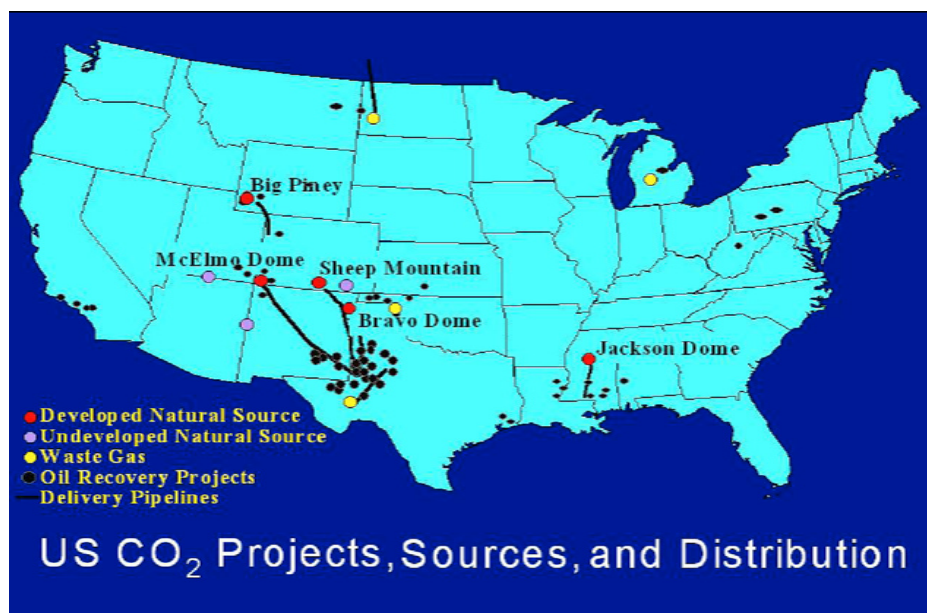 Big Piney
McElmo Dome
Sheep Mountain
Bravo Dome
Jackson Dome
Developed Natural Source
Undeveloped Natural Source
Waste Gas
Oil Recovery Projects
Delivery Pipelines
US CO₂ Projects, Sources, and Distribution